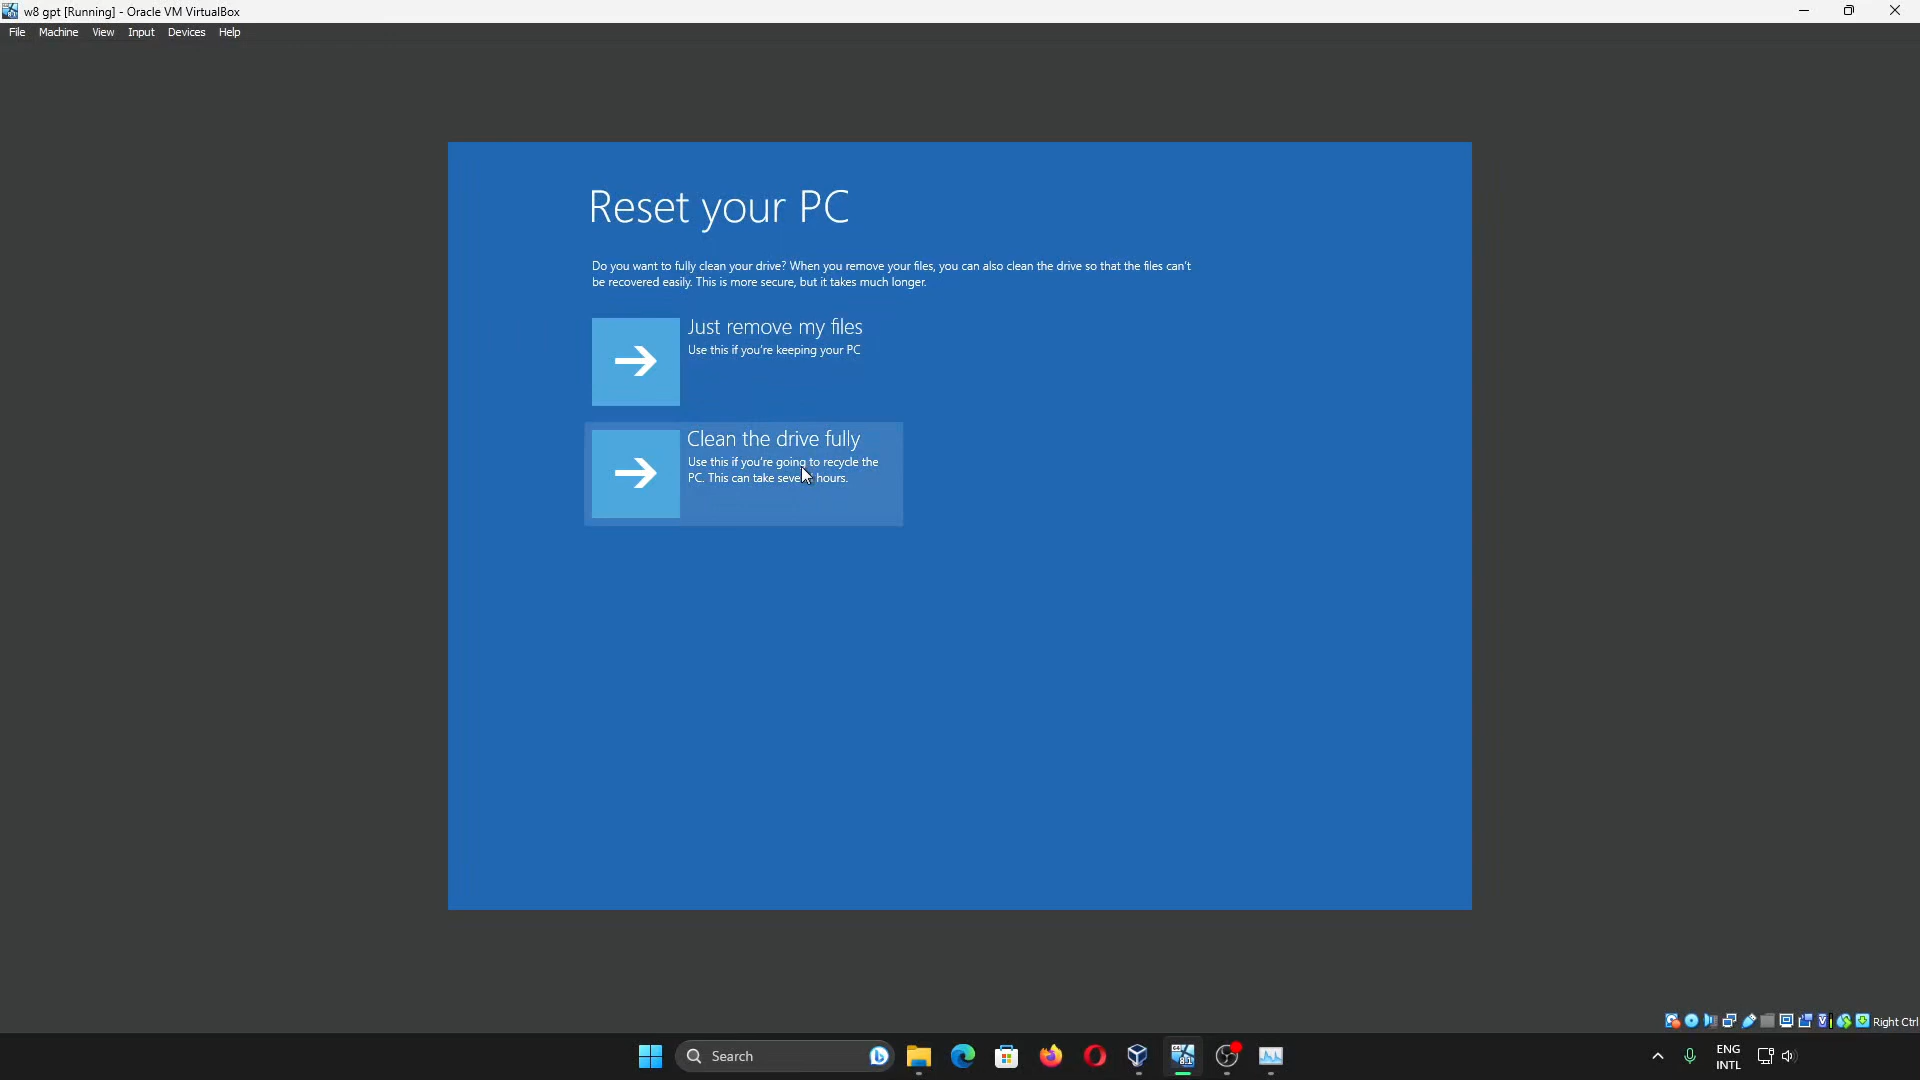 w8 gpt [Running] - Oracle VM VirtualBox
File Machine View Input Devices Help
Reset your PC
Do you want to fully clean your drive? When you remove your files, you can also clean the drive so that the files can't
be recovered easily. This is more secure, but it takes much longer.
Just remove my files
Use this if you're keeping your PC
Clean the drive fully
Use this if you're going to recycle the
PC. This can take several hours.
Right Ctrl
Search
ENG
INTL